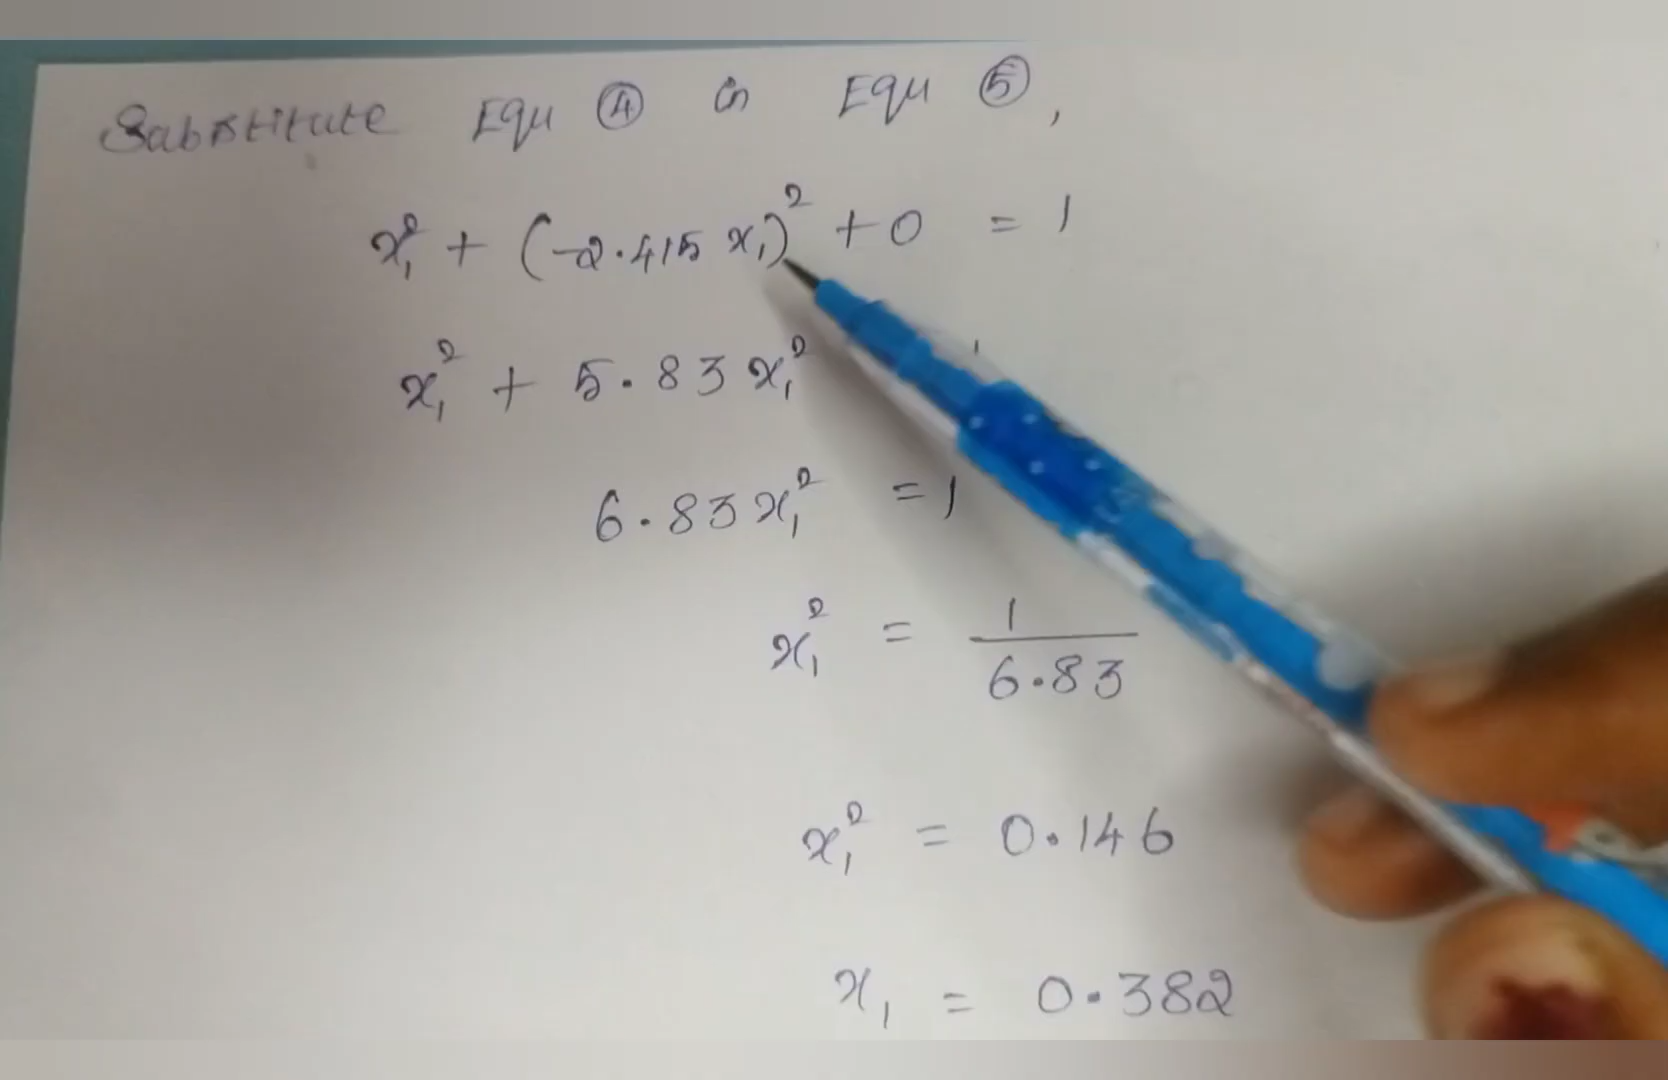 Substitute Equ ④ in Equ ⑤,
x₁² + (-2.415 x₁)² + 0 = 1
x₁² + 5.83 x₁²
6.83 x₁² = 1
x₁² = 1/6.83
x₁² = 0.146
x₁ = 0.382